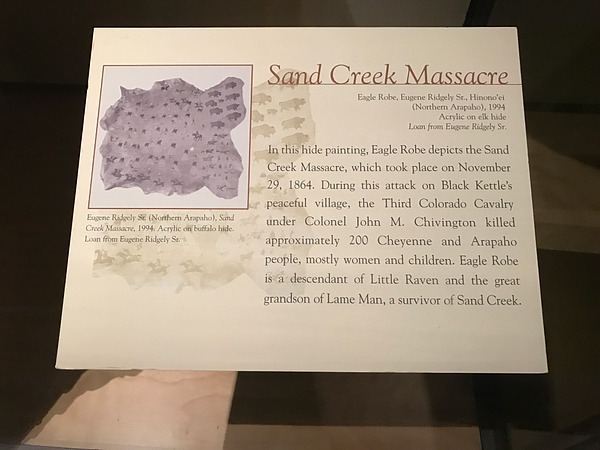 Sand Creek Massacre
Eagle Robe, Eugene Ridgely Sr., Hinono'ei
(Northern Arapaho), 1994
Acrylic on elk hide
Loan from Eugene Ridgely Sr.
In this hide painting, Eagle Robe depicts the Sand
Creek Massacre, which took place on November
29, 1864. During this attack on Black Kettle's
peaceful village, the Third Colorado Cavalry
under Colonel John M. Chivington killed
approximately 200 Cheyenne and Arapaho
people, mostly women and children. Eagle Robe
is a descendant of Little Raven and the great
grandson of Lame Man, a survivor of Sand Creek.
Eugene Ridgely Sr. (Northern Arapaho), Sand
Creek Massacre, 1994. Acrylic on buffalo hide.
Loan from Eugene Ridgely Sr.